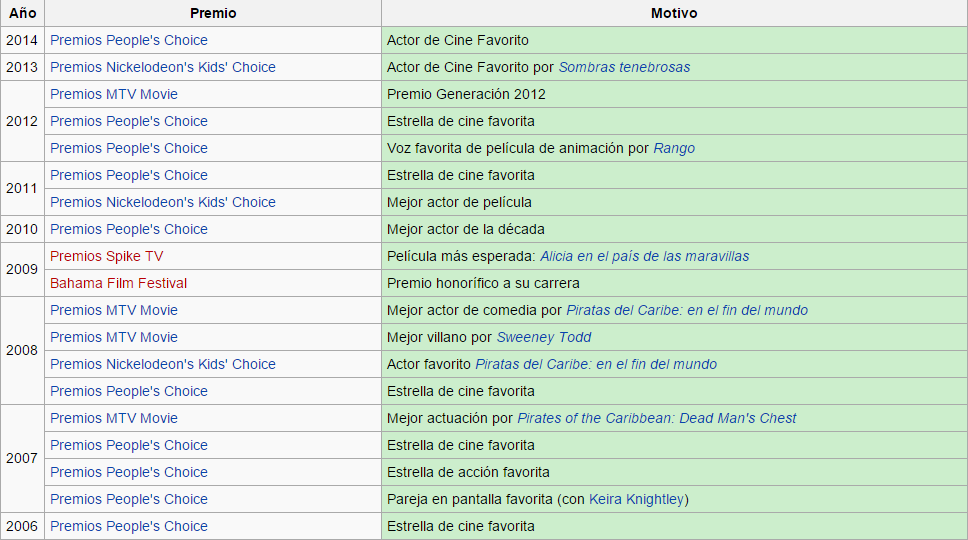 Año Premio Motivo
2014 Premios People's Choice Actor de Cine Favorito
2013 Premios Nickelodeon's Kids' Choice Actor de Cine Favorito por Sombras tenebrosas
2012 Premios MTV Movie Premio Generación 2012
Premios People's Choice Estrella de cine favorita
Premios People's Choice Voz favorita de película de animación por Rango
2011 Premios People's Choice Estrella de cine favorita
Premios Nickelodeon's Kids' Choice Mejor actor de película
2010 Premios People's Choice Mejor actor de la década
2009 Premios Spike TV Película más esperada: Alicia en el país de las maravillas
Bahama Film Festival Premio honorífico a su carrera
2008 Premios MTV Movie Mejor actor de comedia por Piratas del Caribe: en el fin del mundo
Premios MTV Movie Mejor villano por Sweeney Todd
Premios Nickelodeon's Kids' Choice Actor favorito Piratas del Caribe: en el fin del mundo
Premios People's Choice Estrella de cine favorita
2007 Premios MTV Movie Mejor actuación por Pirates of the Caribbean: Dead Man's Chest
Premios People's Choice Estrella de cine favorita
Premios People's Choice Estrella de acción favorita
Premios People's Choice Pareja en pantalla favorita (con Keira Knightley)
2006 Premios People's Choice Estrella de cine favorita